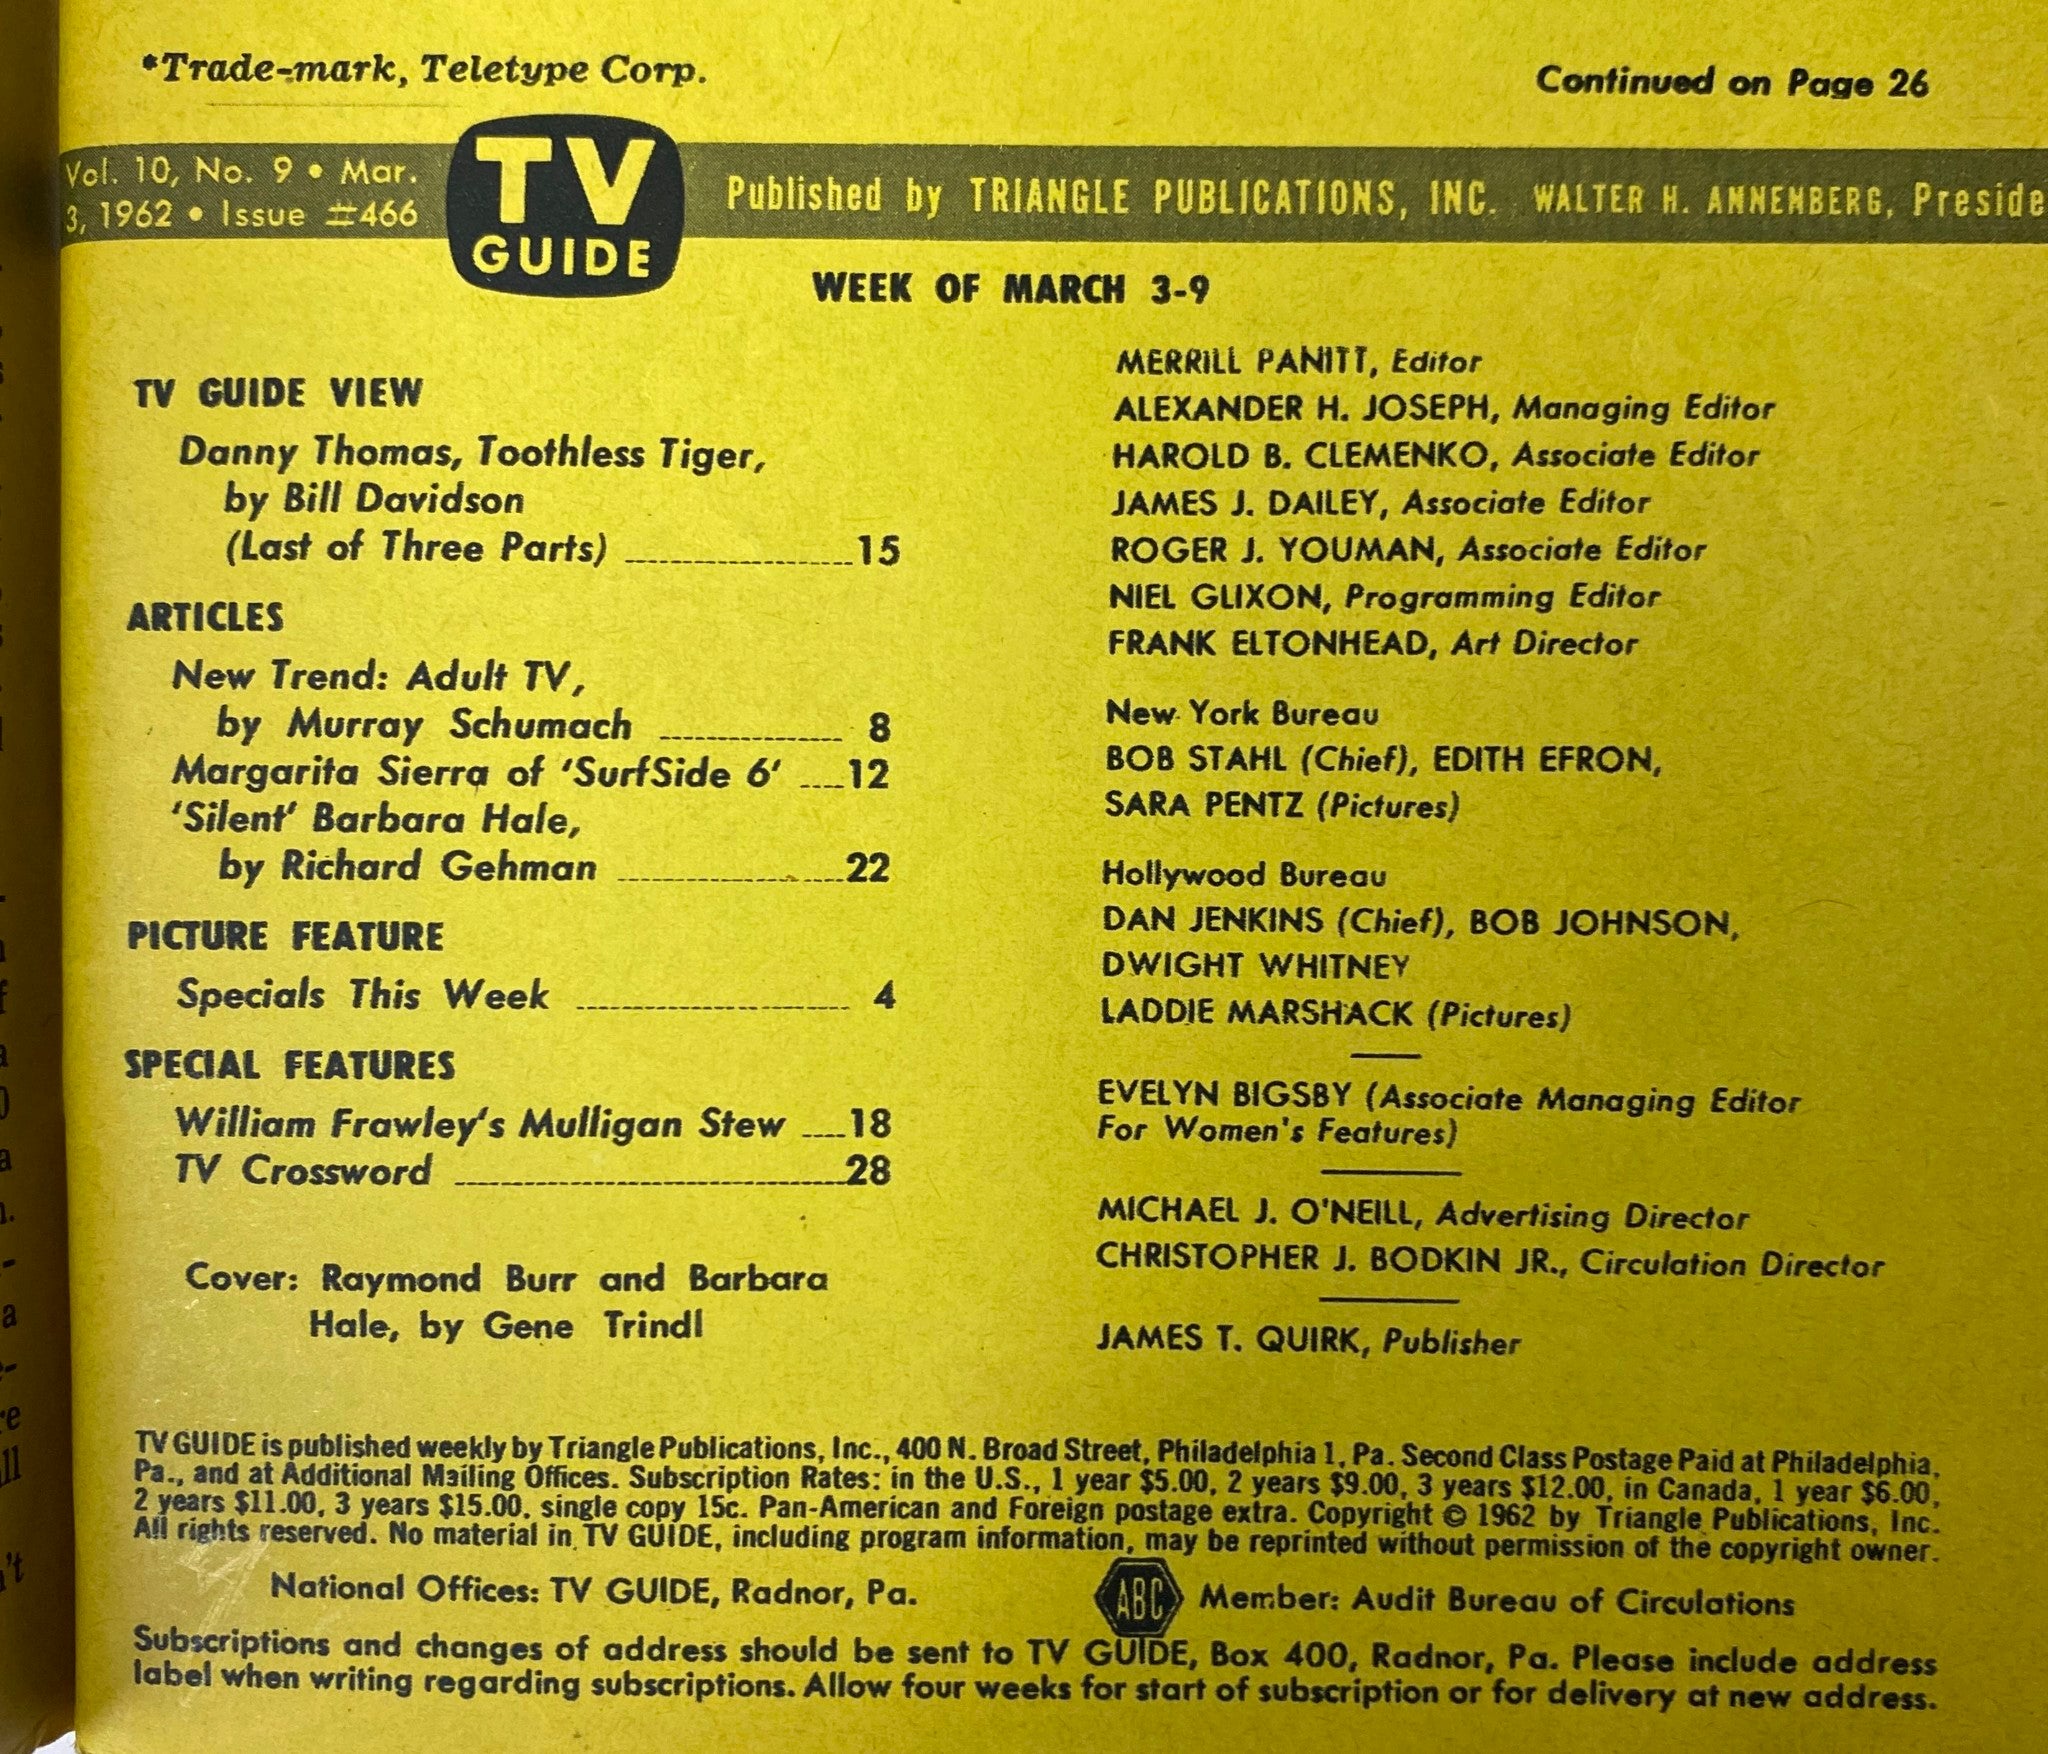 *Trade-mark, Teletype Corp.
Continued on Page 26
Vol. 10, No. 9 • Mar.
3, 1962 • Issue #466
TV
GUIDE
Published by TRIANGLE PUBLICATIONS, INC. WALTER H. ANNENBERG, Preside
WEEK OF MARCH 3-9
TV GUIDE VIEW
Danny Thomas, Toothless Tiger,
by Bill Davidson
(Last of Three Parts) 15
ARTICLES
New Trend: Adult TV,
by Murray Schumach 8
Margarita Sierra of 'SurfSide 6' 12
'Silent' Barbara Hale,
by Richard Gehman 22
PICTURE FEATURE
Specials This Week 4
SPECIAL FEATURES
William Frawley's Mulligan Stew 18
TV Crossword 28
Cover: Raymond Burr and Barbara
Hale, by Gene Trindl
MERRILL PANITT, Editor
ALEXANDER H. JOSEPH, Managing Editor
HAROLD B. CLEMENKO, Associate Editor
JAMES J. DAILEY, Associate Editor
ROGER J. YOUMAN, Associate Editor
NIEL GLIXON, Programming Editor
FRANK ELTONHEAD, Art Director
New York Bureau
BOB STAHL (Chief), EDITH EFRON,
SARA PENTZ (Pictures)
Hollywood Bureau
DAN JENKINS (Chief), BOB JOHNSON,
DWIGHT WHITNEY
LADDIE MARSHACK (Pictures)
EVELYN BIGSBY (Associate Managing Editor
For Women's Features)
MICHAEL J. O'NEILL, Advertising Director
CHRISTOPHER J. BODKIN JR., Circulation Director
JAMES T. QUIRK, Publisher
TV GUIDE is published weekly by Triangle Publications, Inc., 400 N. Broad Street, Philadelphia 1, Pa. Second Class Postage Paid at Philadelphia,
Pa., and at Additional Mailing Offices. Subscription Rates: in the U.S., 1 year $5.00, 2 years $9.00, 3 years $12.00, in Canada, 1 year $6.00,
2 years $11.00, 3 years $15.00, single copy 15c. Pan-American and Foreign postage extra. Copyright © 1962 by Triangle Publications, Inc.
All rights reserved. No material in TV GUIDE, including program information, may be reprinted without permission of the copyright owner.
National Offices: TV GUIDE, Radnor, Pa.
ABC Member: Audit Bureau of Circulations
Subscriptions and changes of address should be sent to TV GUIDE, Box 400, Radnor, Pa. Please include address
label when writing regarding subscriptions. Allow four weeks for start of subscription or for delivery at new address.